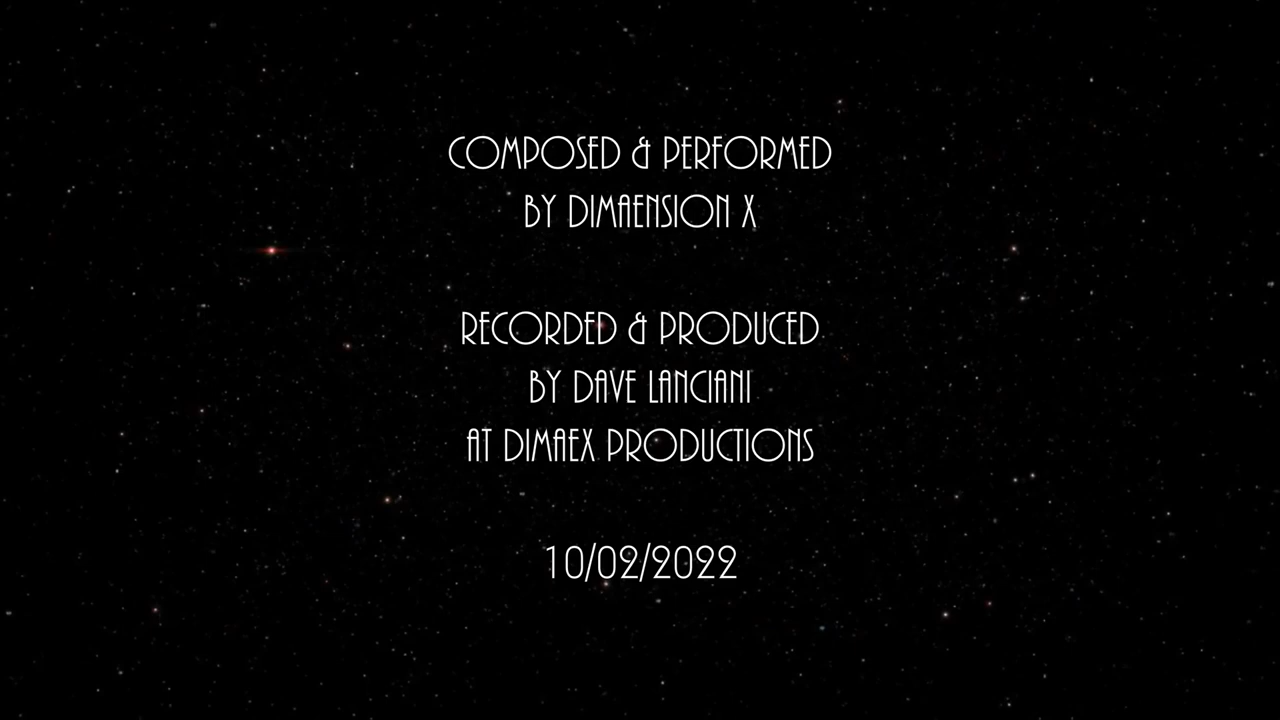 COMPOSED & PERFORMED
BY DIMAENSION X
RECORDED & PRODUCED
BY DAVE LANCIANI
AT DIMAEX PRODUCTIONS
10/02/2022